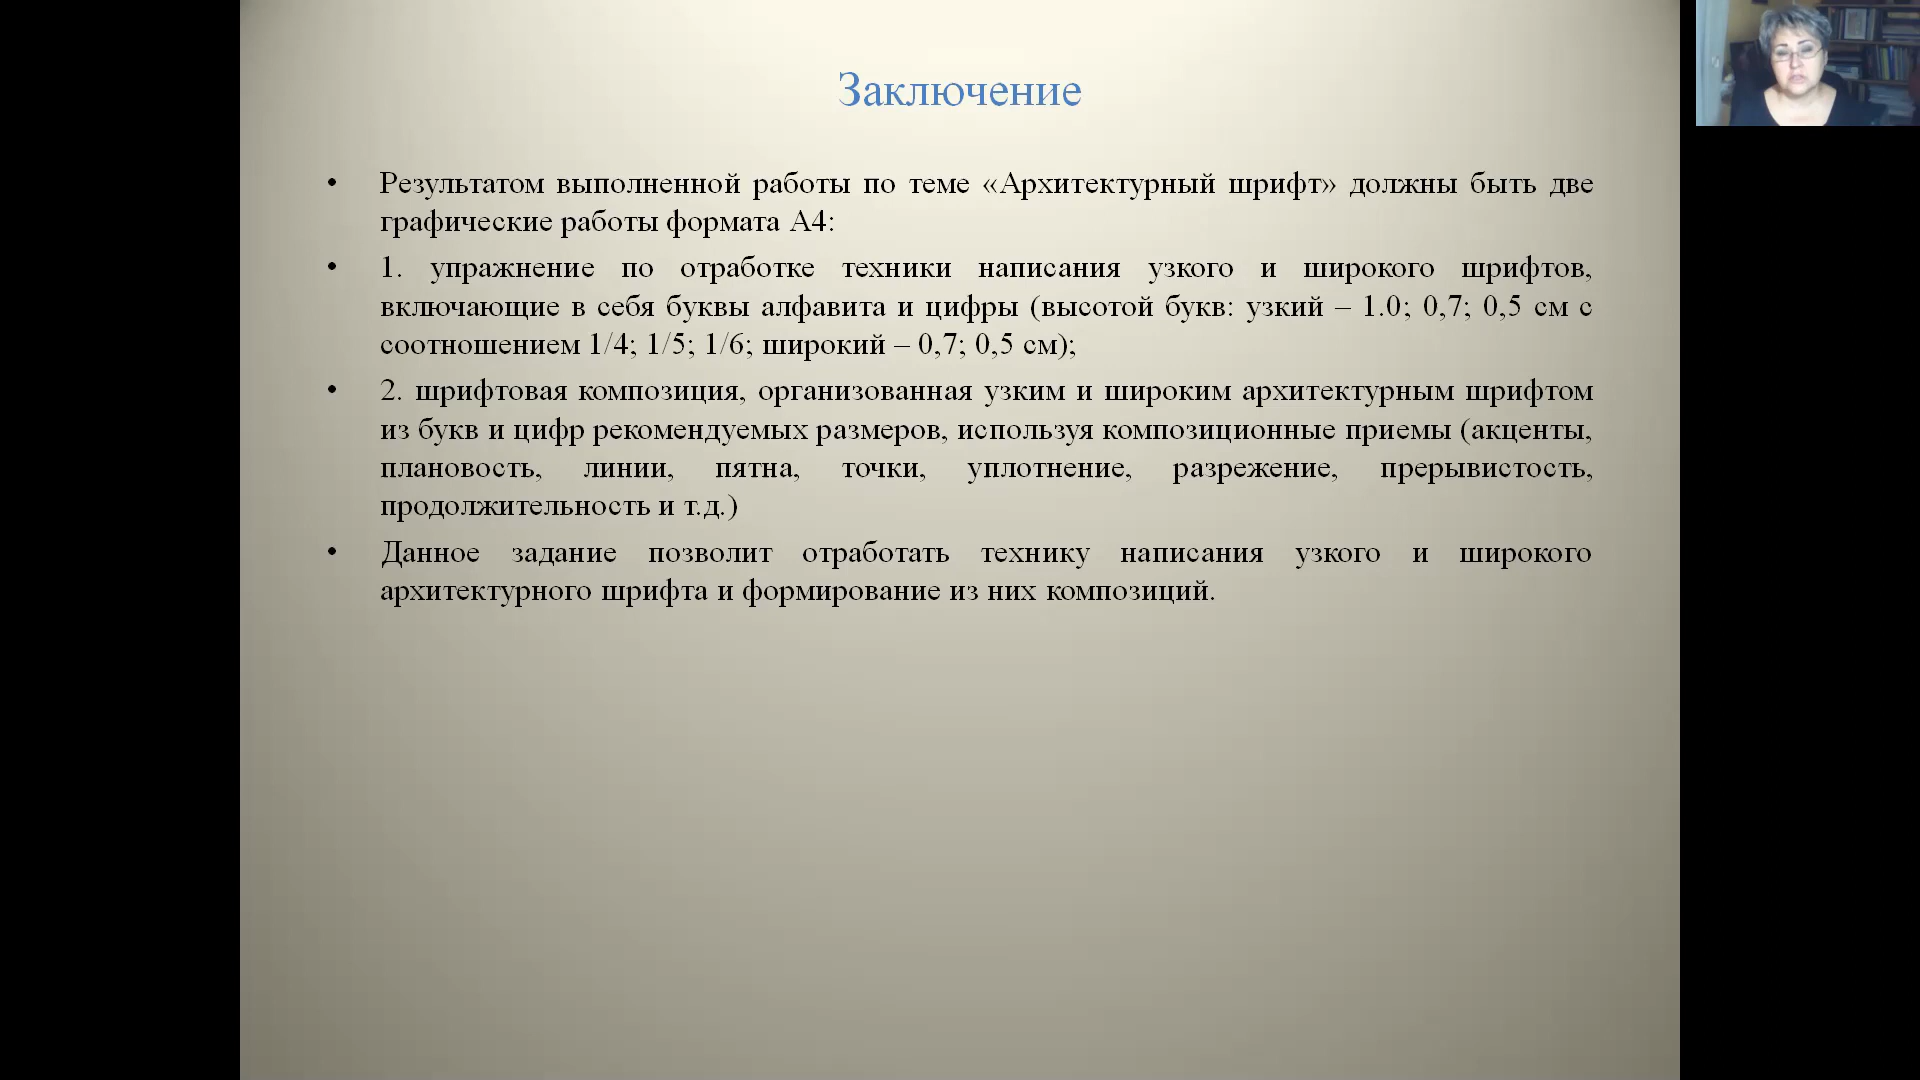 Заключение
• Результатом выполненной работы по теме «Архитектурный шрифт» должны быть две
графические работы формата А4:
• 1. упражнение по отработке техники написания узкого и широкого шрифтов,
включающие в себя буквы алфавита и цифры (высотой букв: узкий – 1.0; 0,7; 0,5 см с
соотношением 1/4; 1/5; 1/6; широкий – 0,7; 0,5 см);
• 2. шрифтовая композиция, организованная узким и широким архитектурным шрифтом
из букв и цифр рекомендуемых размеров, используя композиционные приемы (акценты,
плановость, линии, пятна, точки, уплотнение, разрежение, прерывистость,
продолжительность и т.д.)
• Данное задание позволит отработать технику написания узкого и широкого
архитектурного шрифта и формирование из них композиций.